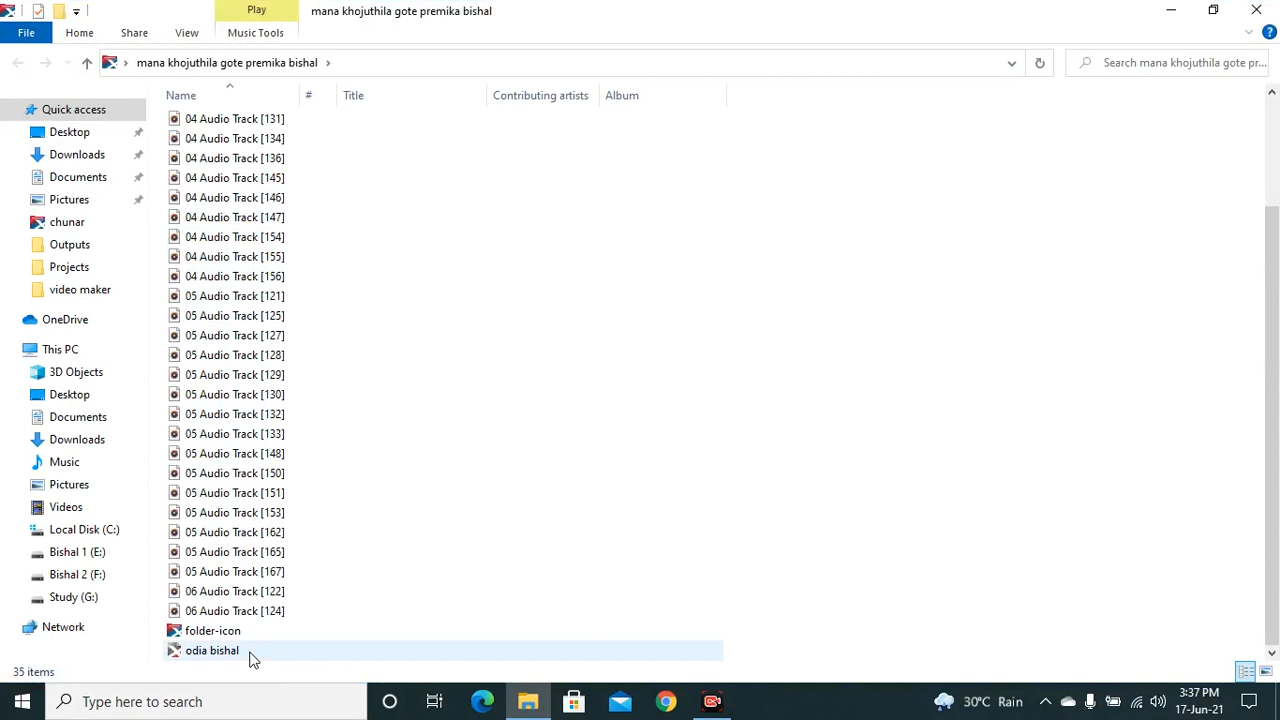 Play
mana khojuthila gote premika bishal
File
Home
Share
View
Music Tools
mana khojuthila gote premika bishal
Search mana khojuthila gote pr...
Name
#
Title
Contributing artists
Album
Quick access
Desktop
Downloads
Documents
Pictures
chunar
Outputs
Projects
video maker
OneDrive
This PC
3D Objects
Desktop
Documents
Downloads
Music
Pictures
Videos
Local Disk (C:)
Bishal 1 (E:)
Bishal 2 (F:)
Study (G:)
Network
04 Audio Track [131]
04 Audio Track [134]
04 Audio Track [136]
04 Audio Track [145]
04 Audio Track [146]
04 Audio Track [147]
04 Audio Track [154]
04 Audio Track [155]
04 Audio Track [156]
05 Audio Track [121]
05 Audio Track [125]
05 Audio Track [127]
05 Audio Track [128]
05 Audio Track [129]
05 Audio Track [130]
05 Audio Track [132]
05 Audio Track [133]
05 Audio Track [148]
05 Audio Track [150]
05 Audio Track [151]
05 Audio Track [153]
05 Audio Track [162]
05 Audio Track [165]
05 Audio Track [167]
06 Audio Track [122]
06 Audio Track [124]
folder-icon
odia bishal
35 items
Type here to search
30°C Rain
3:37 PM
17-Jun-21